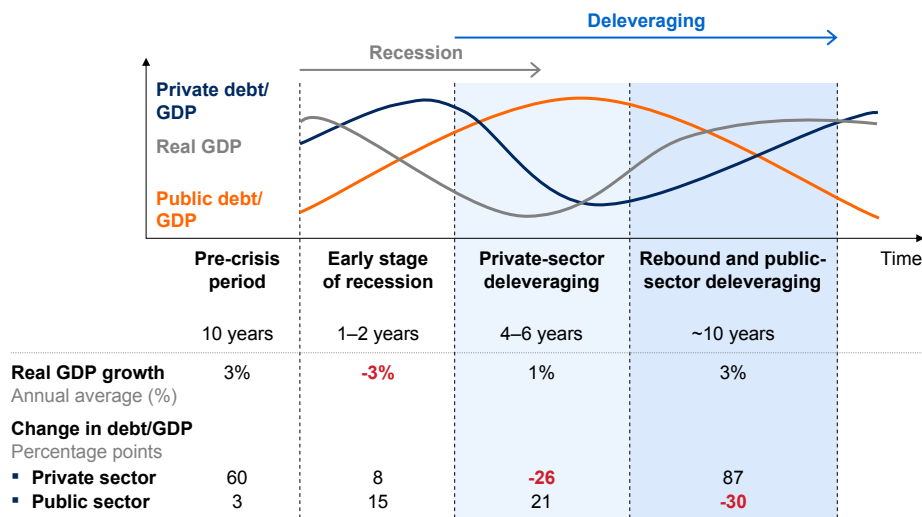 Deleveraging
Recession
Private debt/
GDP
Real GDP
Public debt/
GDP
Time
Pre-crisis
period
Early stage
of recession
Private-sector
deleveraging
Rebound and public-
sector deleveraging
10 years
1–2 years
4–6 years
~10 years
Real GDP growth 3% -3% 1% 3%
Annual average (%)
Change in debt/GDP
Percentage points
▪ Private sector 60 8 -26 87
▪ Public sector 3 15 21 -30